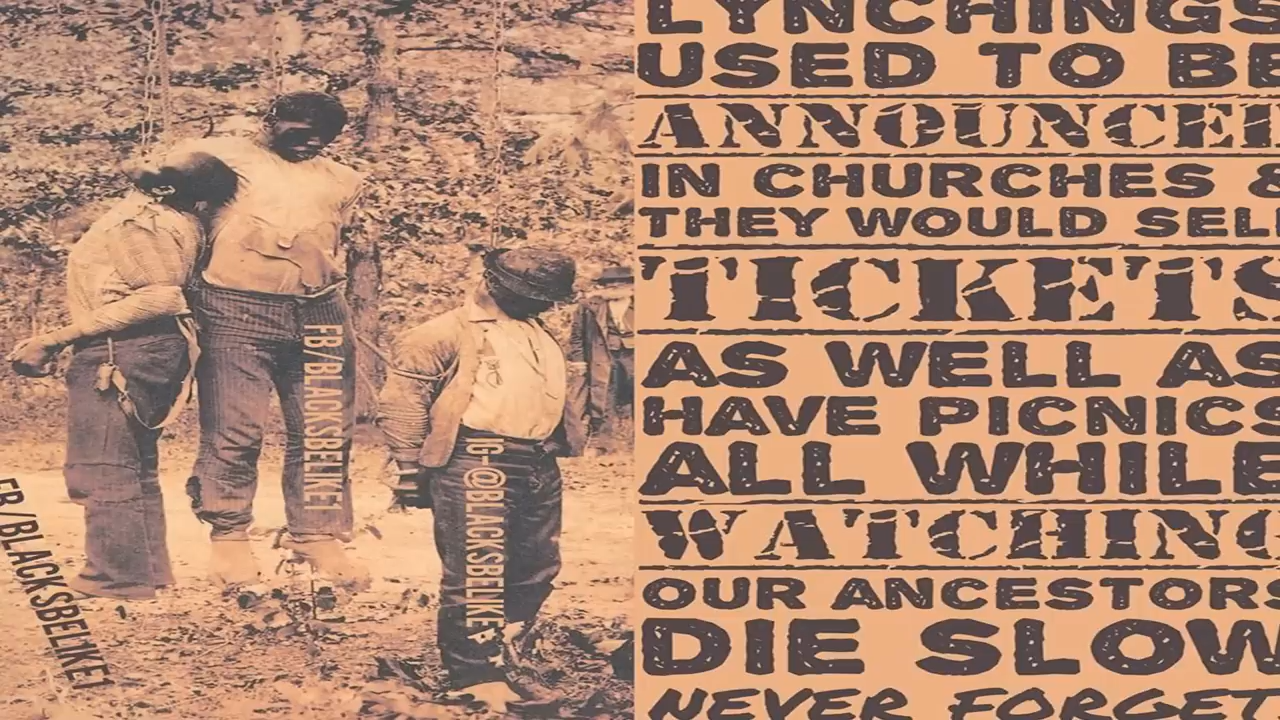 LYNCHINGS
USED TO BE
ANNOUNCED
IN CHURCHES &
THEY WOULD SELL
TICKETS
AS WELL AS
HAVE PICNICS
ALL WHILE
WATCHING
OUR ANCESTORS
DIE SLOW
NEVER FORGET
FB/BLACKSBELIKE1
IG-@BLACKSBELIKE
FB/BLACKSBELIKE1